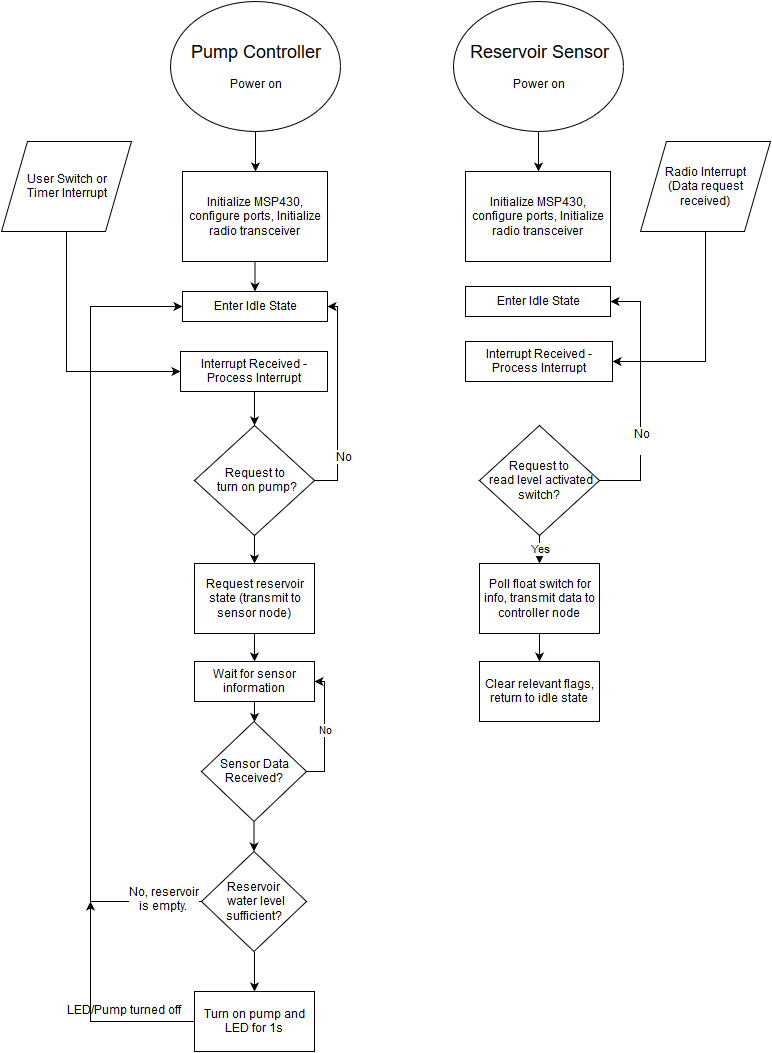 Pump Controller
Power on
User Switch or
Timer Interrupt
Initialize MSP430,
configure ports, Initialize
radio transceiver
Enter Idle State
Interrupt Received -
Process Interrupt
No
Request to
turn on pump?
Request reservoir
state (transmit to
sensor node)
Wait for sensor
information
No
Sensor Data
Received?
No, reservoir
is empty.
Reservoir
water level
sufficient?
LED/Pump turned off
Turn on pump and
LED for 1s
Reservoir Sensor
Power on
Radio Interrupt
(Data request
received)
Initialize MSP430,
configure ports, Initialize
radio transceiver
Enter Idle State
Interrupt Received -
Process Interrupt
No
Request to
read level activated
switch?
Yes
Poll float switch for
info, transmit data to
controller node
Clear relevant flags,
return to idle state